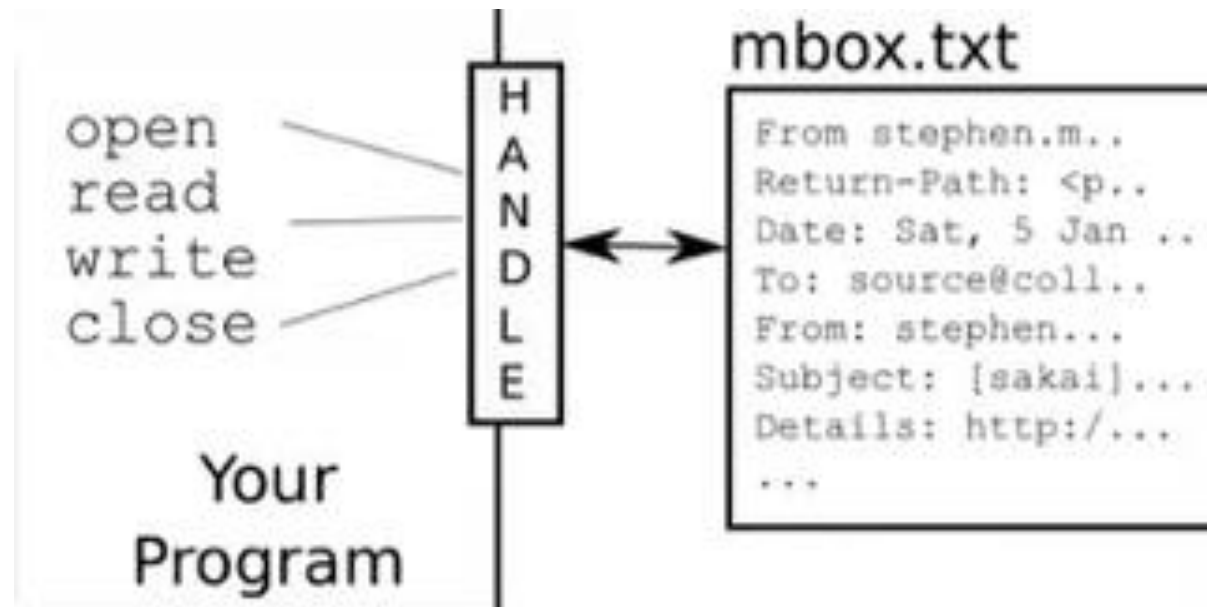 open
read
write
close
Your
Program
HANDLE
mbox.txt
From stephen.m..
Return-Path: <p..
Date: Sat, 5 Jan ..
To: source@coll..
From: stephen...
Subject: [sakai]...
Details: http:/...
...